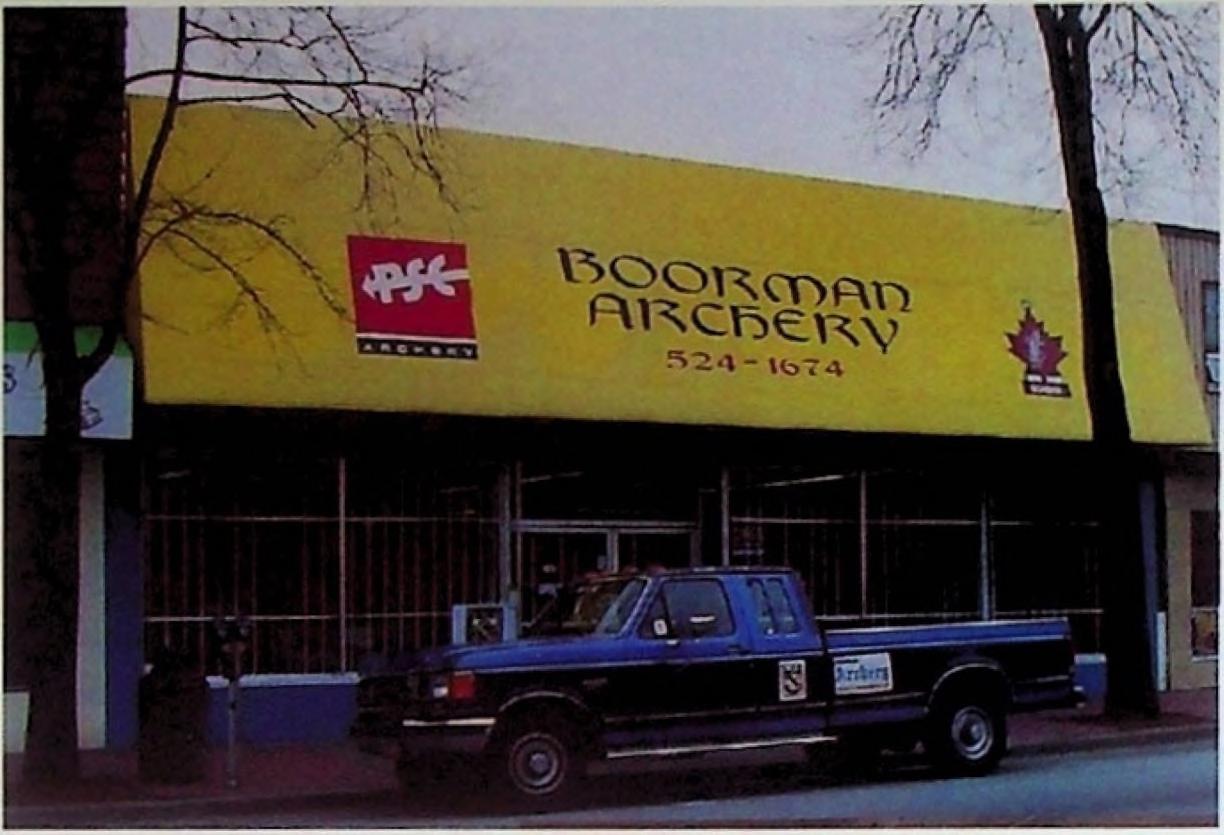 PSE
ARCHERY
BOORMAN
ARCHERY
524-1674
Archery